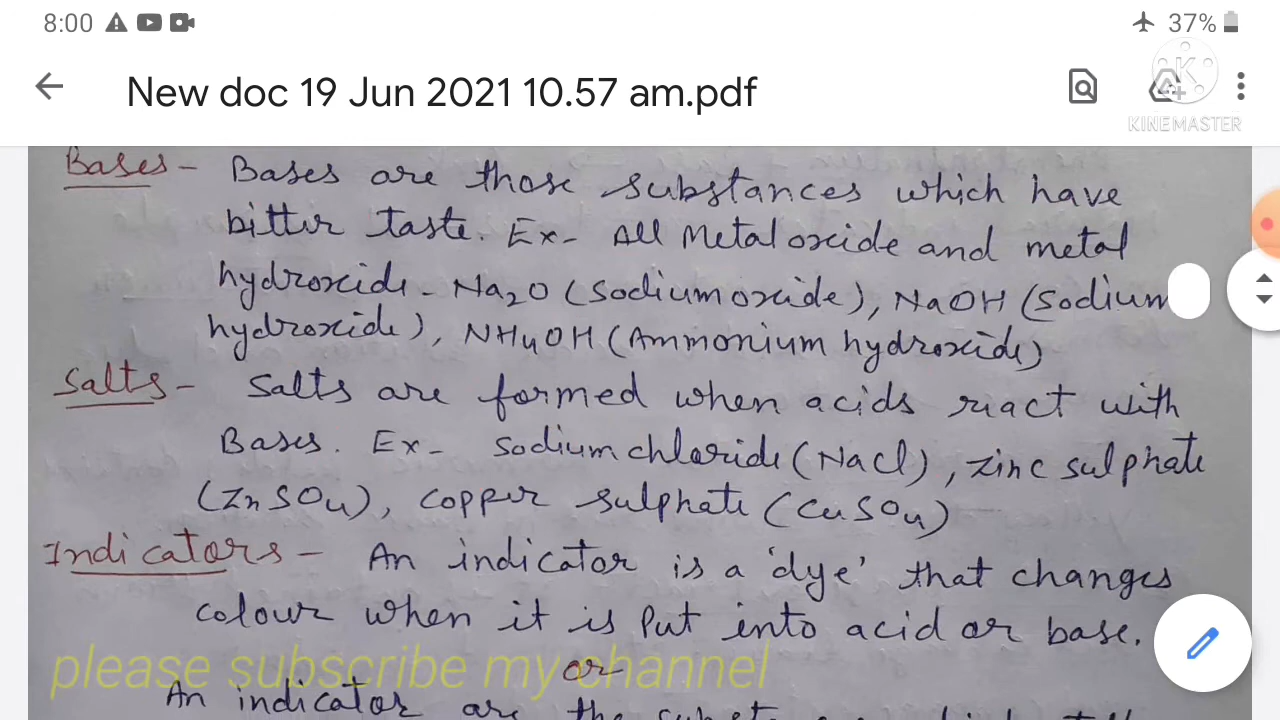 8:00
37%
New doc 19 Jun 2021 10.57 am.pdf
KINEMASTER
Bases - Bases are those substances which have
bitter taste. Ex- All Metal oxide and metal
hydroxide - Na2O (Sodium oxide), NaOH (Sodium
hydroxide), NH4OH (Ammonium hydroxide)
Salts - Salts are formed when acids react with
Bases. Ex- Sodium chloride (NaCl), zinc sulphate
(ZnSO4), copper sulphate (CuSO4)
Indicators - An indicator is a 'dye' that changes
colour when it is Put into acid or base.
or
please subscribe my channel
An indicator are the